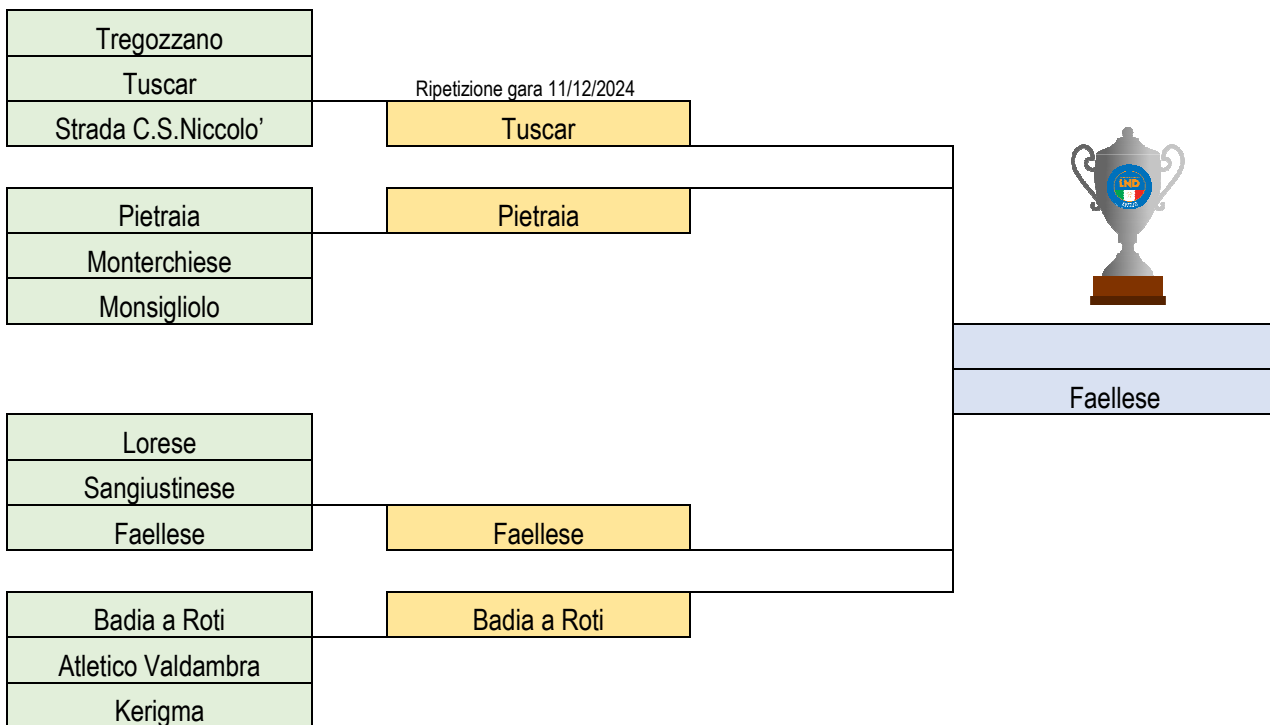 Tregozzano
Tuscar
Ripetizione gara 11/12/2024
Strada C.S.Niccolo’
Tuscar
LND
Pietraia
Pietraia
Monterchiese
Monsigliolo
Faellese
Lorese
Sangiustinese
Faellese
Faellese
Badia a Roti
Badia a Roti
Atletico Valdambra
Kerigma